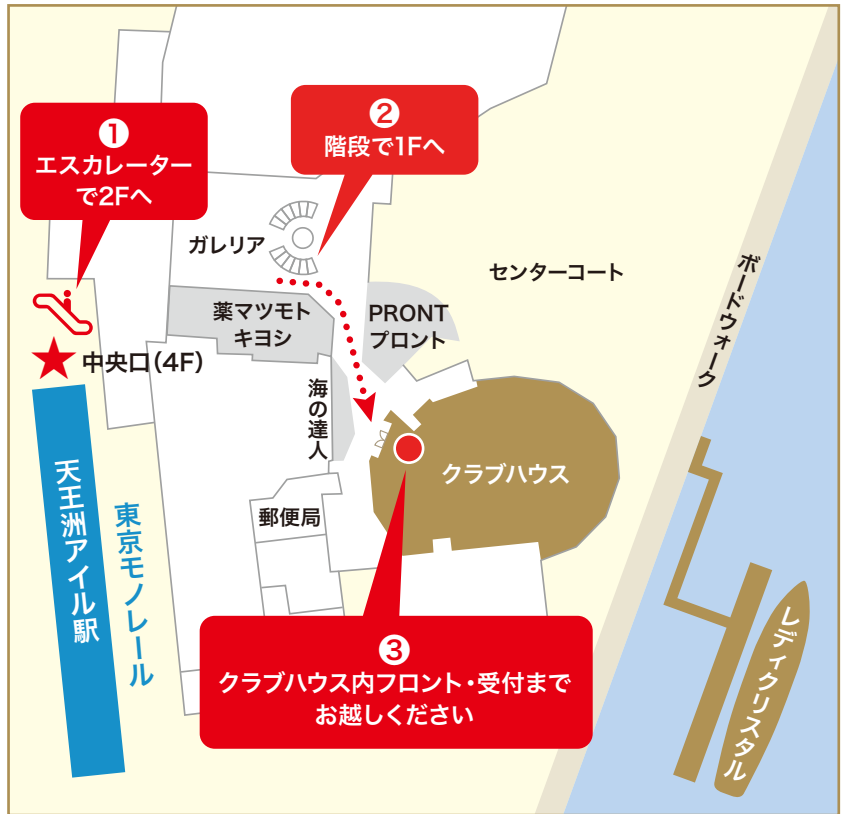 ❶
エスカレーター
で2Fへ
❷
階段で1Fへ
ガレリア
センターコート
ボードウォーク
薬マツモト
キヨシ
PRONT
プロント
中央口(4F)
海の達人
クラブハウス
天王洲アイル駅
東京モノレール
郵便局
❸
クラブハウス内フロント・受付まで
お越しください
レディクリスタル